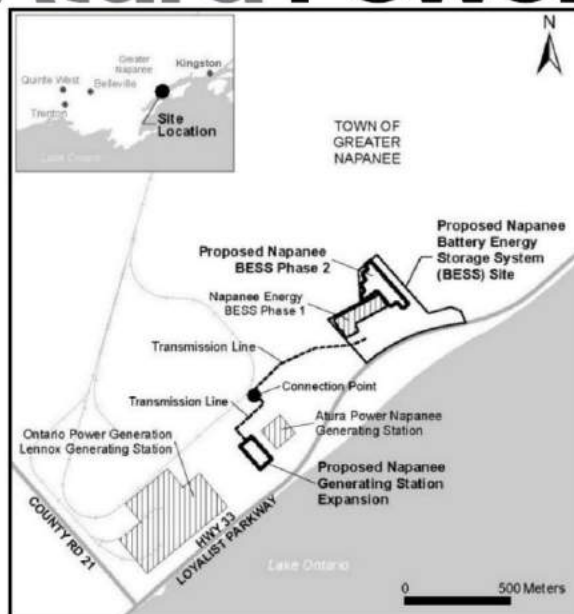 N
Greater
Napanee
Kingston
Quinte West
Belleville
Trenton
Site
Location
Lake Ontario
TOWN OF
GREATER
NAPANEE
Proposed Napanee
Battery Energy
Storage System
(BESS) Site
Proposed Napanee
BESS Phase 2
Napanee Energy
BESS Phase 1
Transmission Line
Connection Point
Transmission Line
Atura Power Napanee
Generating Station
Ontario Power Generation
Lennox Generating Station
Proposed Napanee
Generating Station
Expansion
COUNTY RD 21
HWY 33
LOYALIST PARKWAY
Lake Ontario
0 500 Meters